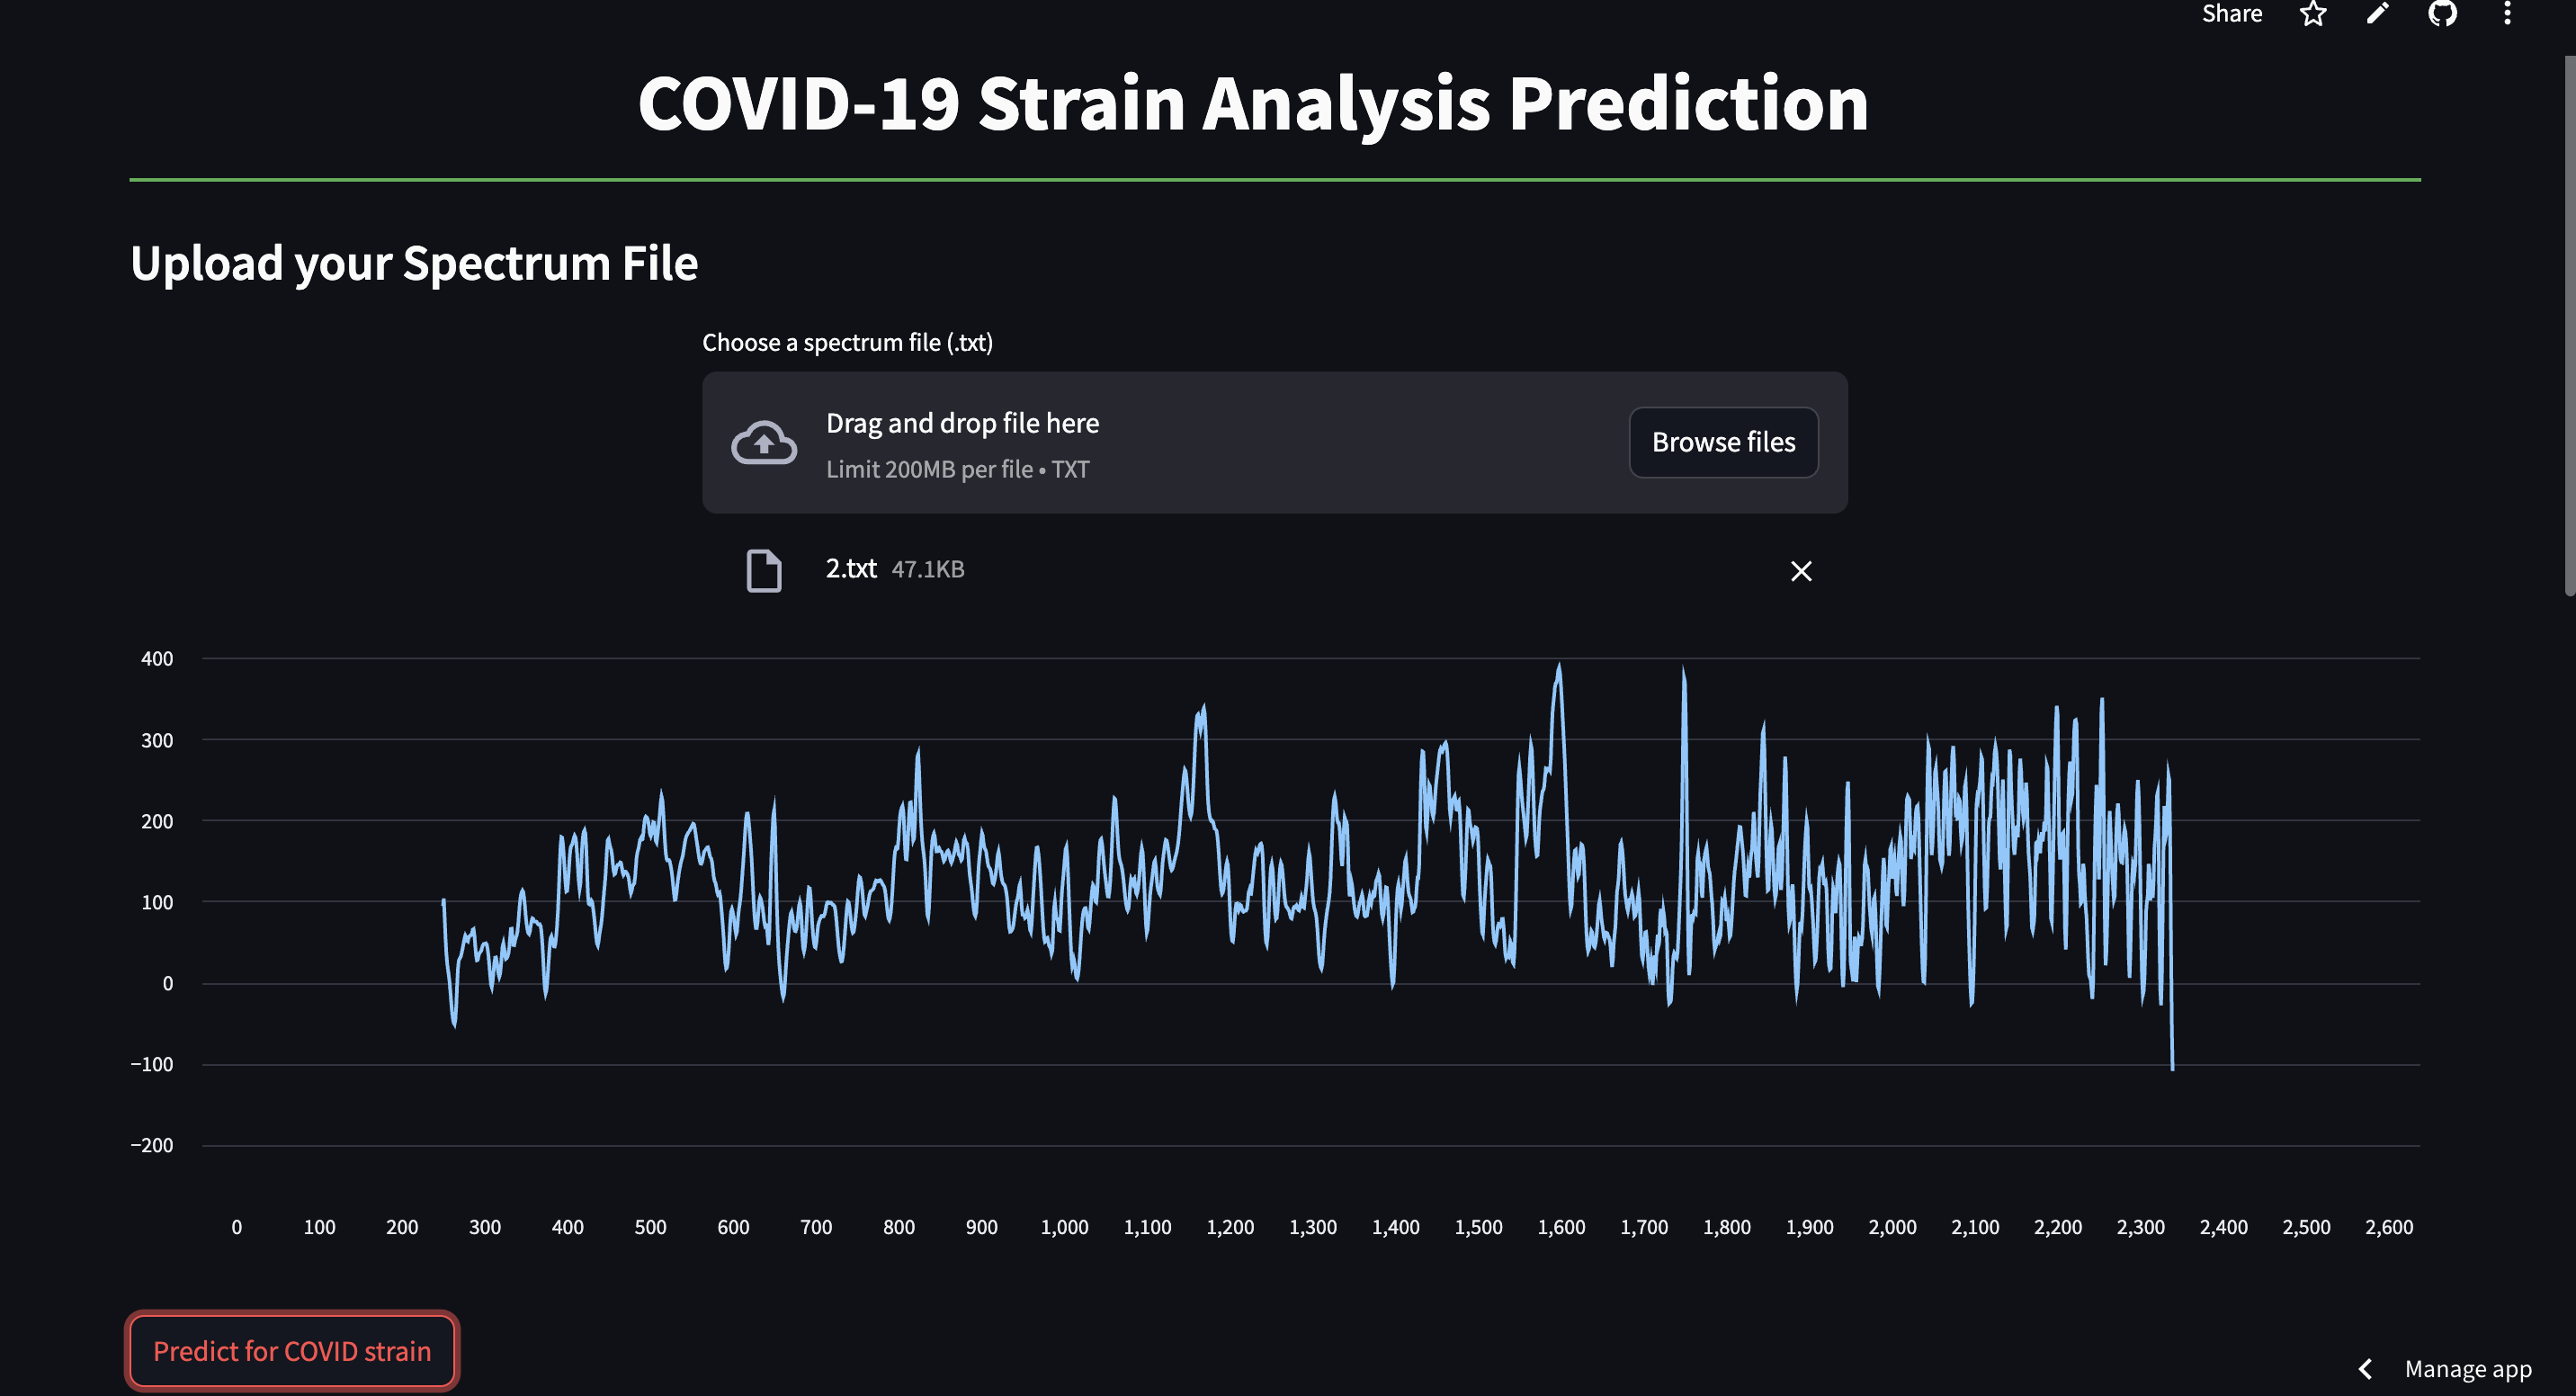 Share
COVID-19 Strain Analysis Prediction
Upload your Spectrum File
Choose a spectrum file (.txt)
Drag and drop file here
Limit 200MB per file • TXT
Browse files
2.txt 47.1KB
400
300
200
100
0
−100
−200
0 100 200 300 400 500 600 700 800 900 1,000 1,100 1,200 1,300 1,400 1,500 1,600 1,700 1,800 1,900 2,000 2,100 2,200 2,300 2,400 2,500 2,600
Predict for COVID strain
Manage app